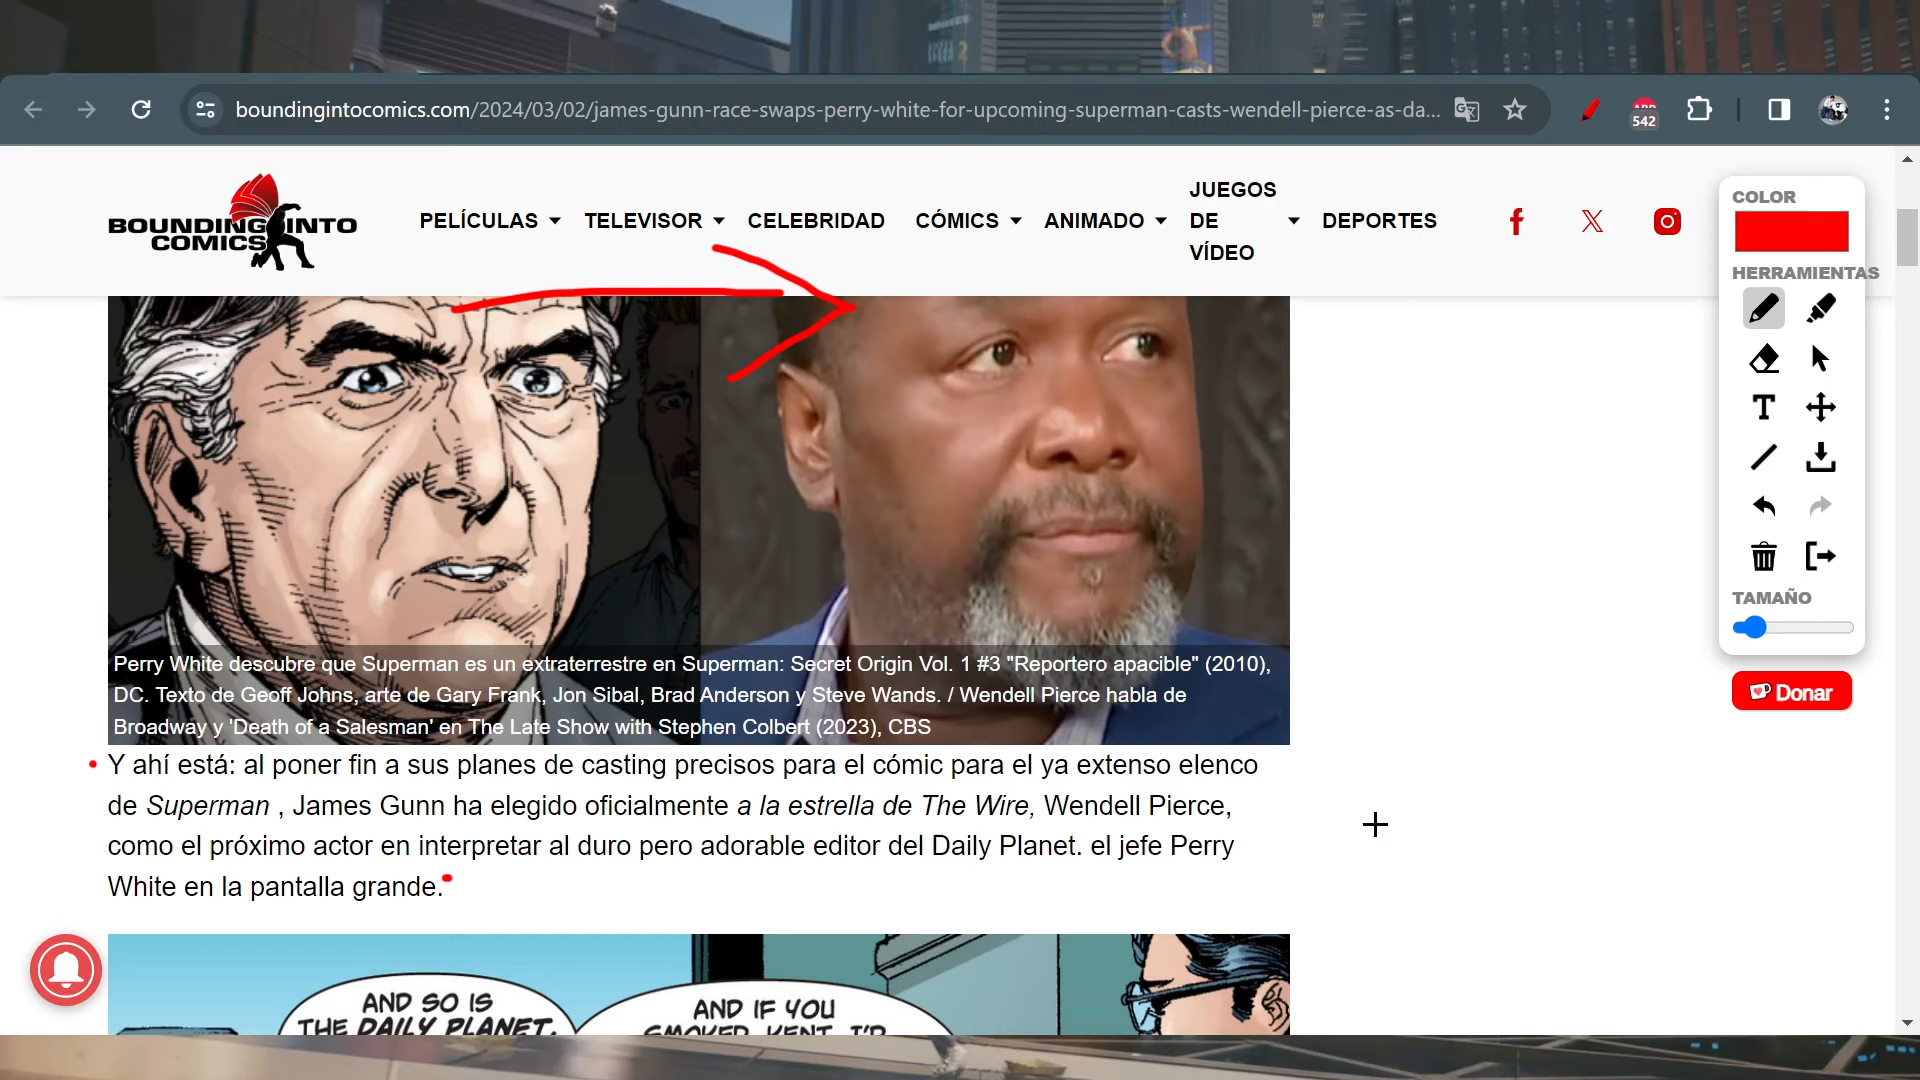 boundingintocomics.com/2024/03/02/james-gunn-race-swaps-perry-white-for-upcoming-superman-casts-wendell-pierce-as-da...
542
BOUNDING INTO
COMICS
PELÍCULAS
TELEVISOR
CELEBRIDAD
CÓMICS
ANIMADO
JUEGOS
DE
VÍDEO
DEPORTES
COLOR
HERRAMIENTAS
TAMAÑO
Donar
Perry White descubre que Superman es un extraterrestre en Superman: Secret Origin Vol. 1 #3 "Reportero apacible" (2010),
DC. Texto de Geoff Johns, arte de Gary Frank, Jon Sibal, Brad Anderson y Steve Wands. / Wendell Pierce habla de
Broadway y 'Death of a Salesman' en The Late Show with Stephen Colbert (2023), CBS
Y ahí está: al poner fin a sus planes de casting precisos para el cómic para el ya extenso elenco
de Superman , James Gunn ha elegido oficialmente a la estrella de The Wire, Wendell Pierce,
como el próximo actor en interpretar al duro pero adorable editor del Daily Planet. el jefe Perry
White en la pantalla grande.
AND SO IS
THE DAILY PLANET.
AND IF YOU
SMOKED, KENT, I'D